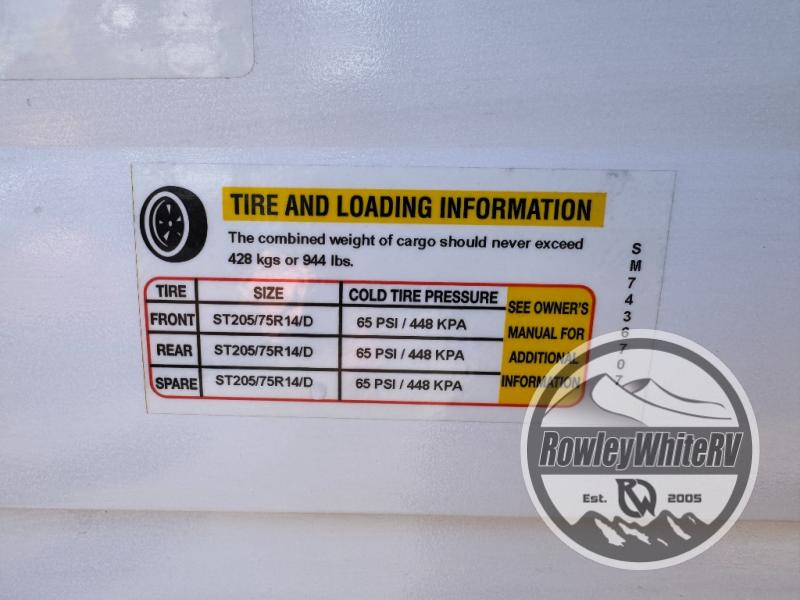 TIRE AND LOADING INFORMATION
The combined weight of cargo should never exceed
428 kgs or 944 lbs.
TIRE SIZE COLD TIRE PRESSURE
FRONT ST205/75R14/D 65 PSI / 448 KPA
REAR ST205/75R14/D 65 PSI / 448 KPA
SPARE ST205/75R14/D 65 PSI / 448 KPA
SEE OWNER'S
MANUAL FOR
ADDITIONAL
INFORMATION
SM7436707
RowleyWhiteRV
Est. RW 2005